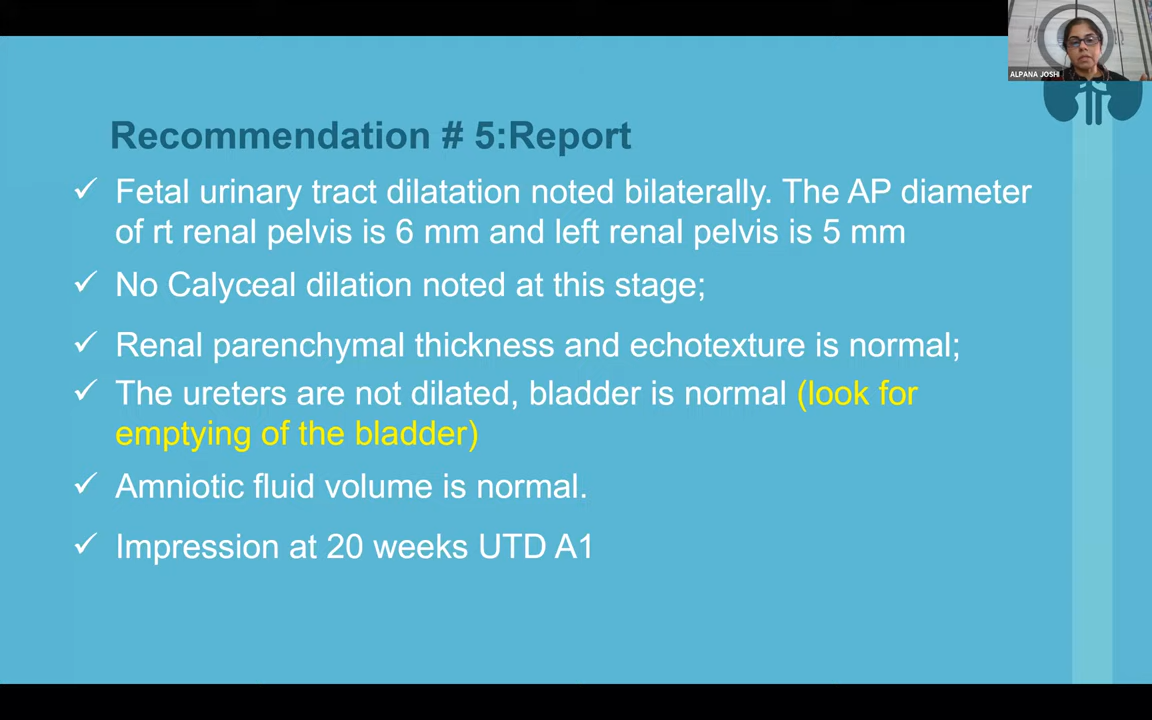 ALPANA JOSHI
Recommendation # 5:Report
✓ Fetal urinary tract dilatation noted bilaterally. The AP diameter
of rt renal pelvis is 6 mm and left renal pelvis is 5 mm
✓ No Calyceal dilation noted at this stage;
✓ Renal parenchymal thickness and echotexture is normal;
✓ The ureters are not dilated, bladder is normal (look for
emptying of the bladder)
✓ Amniotic fluid volume is normal.
✓ Impression at 20 weeks UTD A1